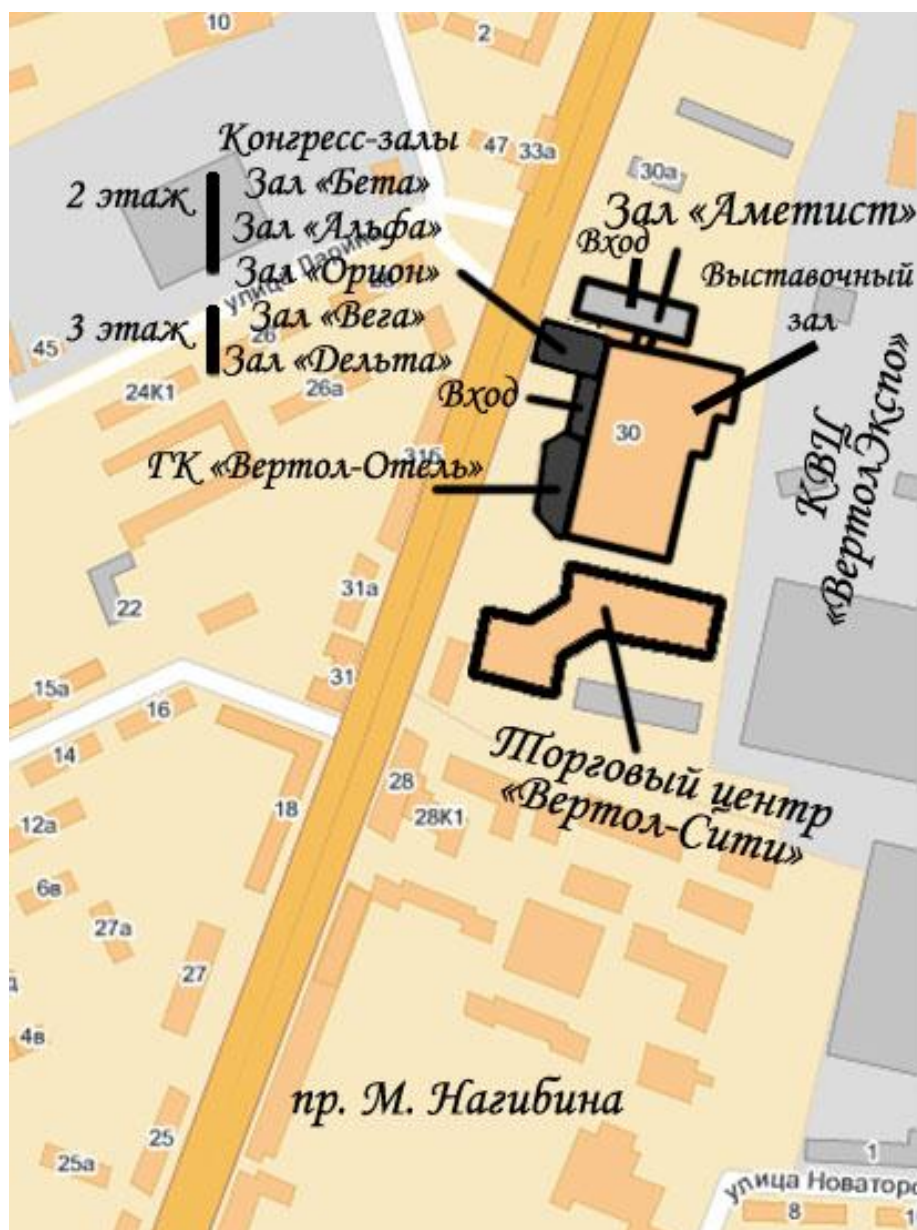 10
2
Конгресс-залы
47
33а
2 этаж
Зал «Бета»
30а
Зал «Альфа»
Зал «Аметист»
Вход
Зал «Орион»
Выставочный
зал
3 этаж
Зал «Вега»
26
45
Зал «Дельта»
24К1
26а
Вход
30
КВЦ
«ВертолЭкспо»
31б
ГК «Вертол-Отель»
22
31а
31
15а
16
14
Торговый центр
«Вертол-Сити»
28
28К1
18
12а
6в
27а
27
4в
пр. М. Нагибина
25
25а
1
улица Новаторо
8